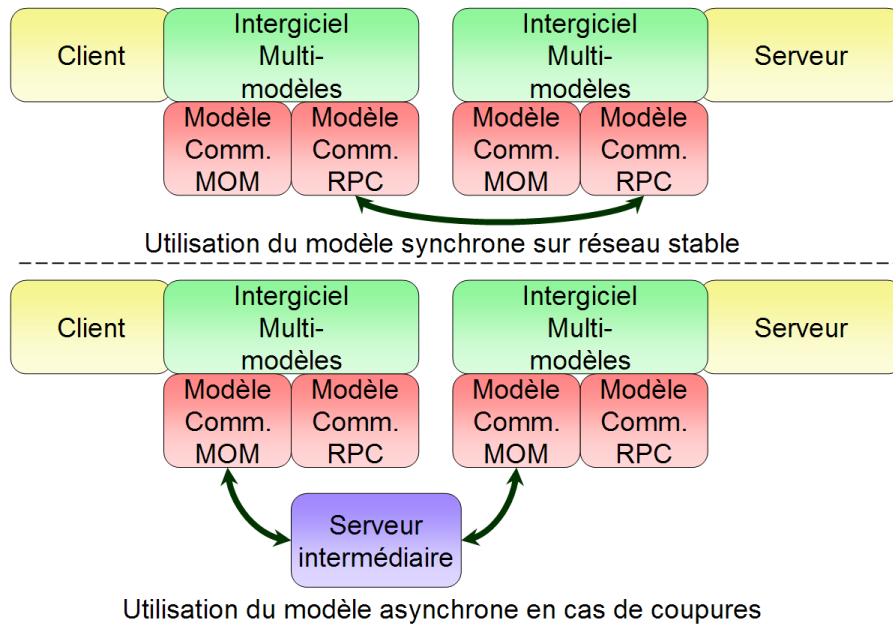 Client
Intergiciel
Multi-
modèles
Intergiciel
Multi-
modèles
Serveur
Modèle
Comm.
MOM
Modèle
Comm.
RPC
Modèle
Comm.
MOM
Modèle
Comm.
RPC
Utilisation du modèle synchrone sur réseau stable
Client
Intergiciel
Multi-
modèles
Intergiciel
Multi-
modèles
Serveur
Modèle
Comm.
MOM
Modèle
Comm.
RPC
Modèle
Comm.
MOM
Modèle
Comm.
RPC
Serveur
intermédiaire
Utilisation du modèle asynchrone en cas de coupures